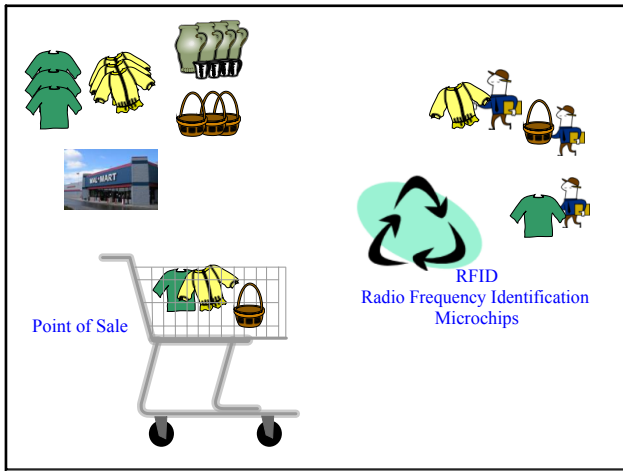 WAL★MART
RFID
Radio Frequency Identification
Microchips
Point of Sale